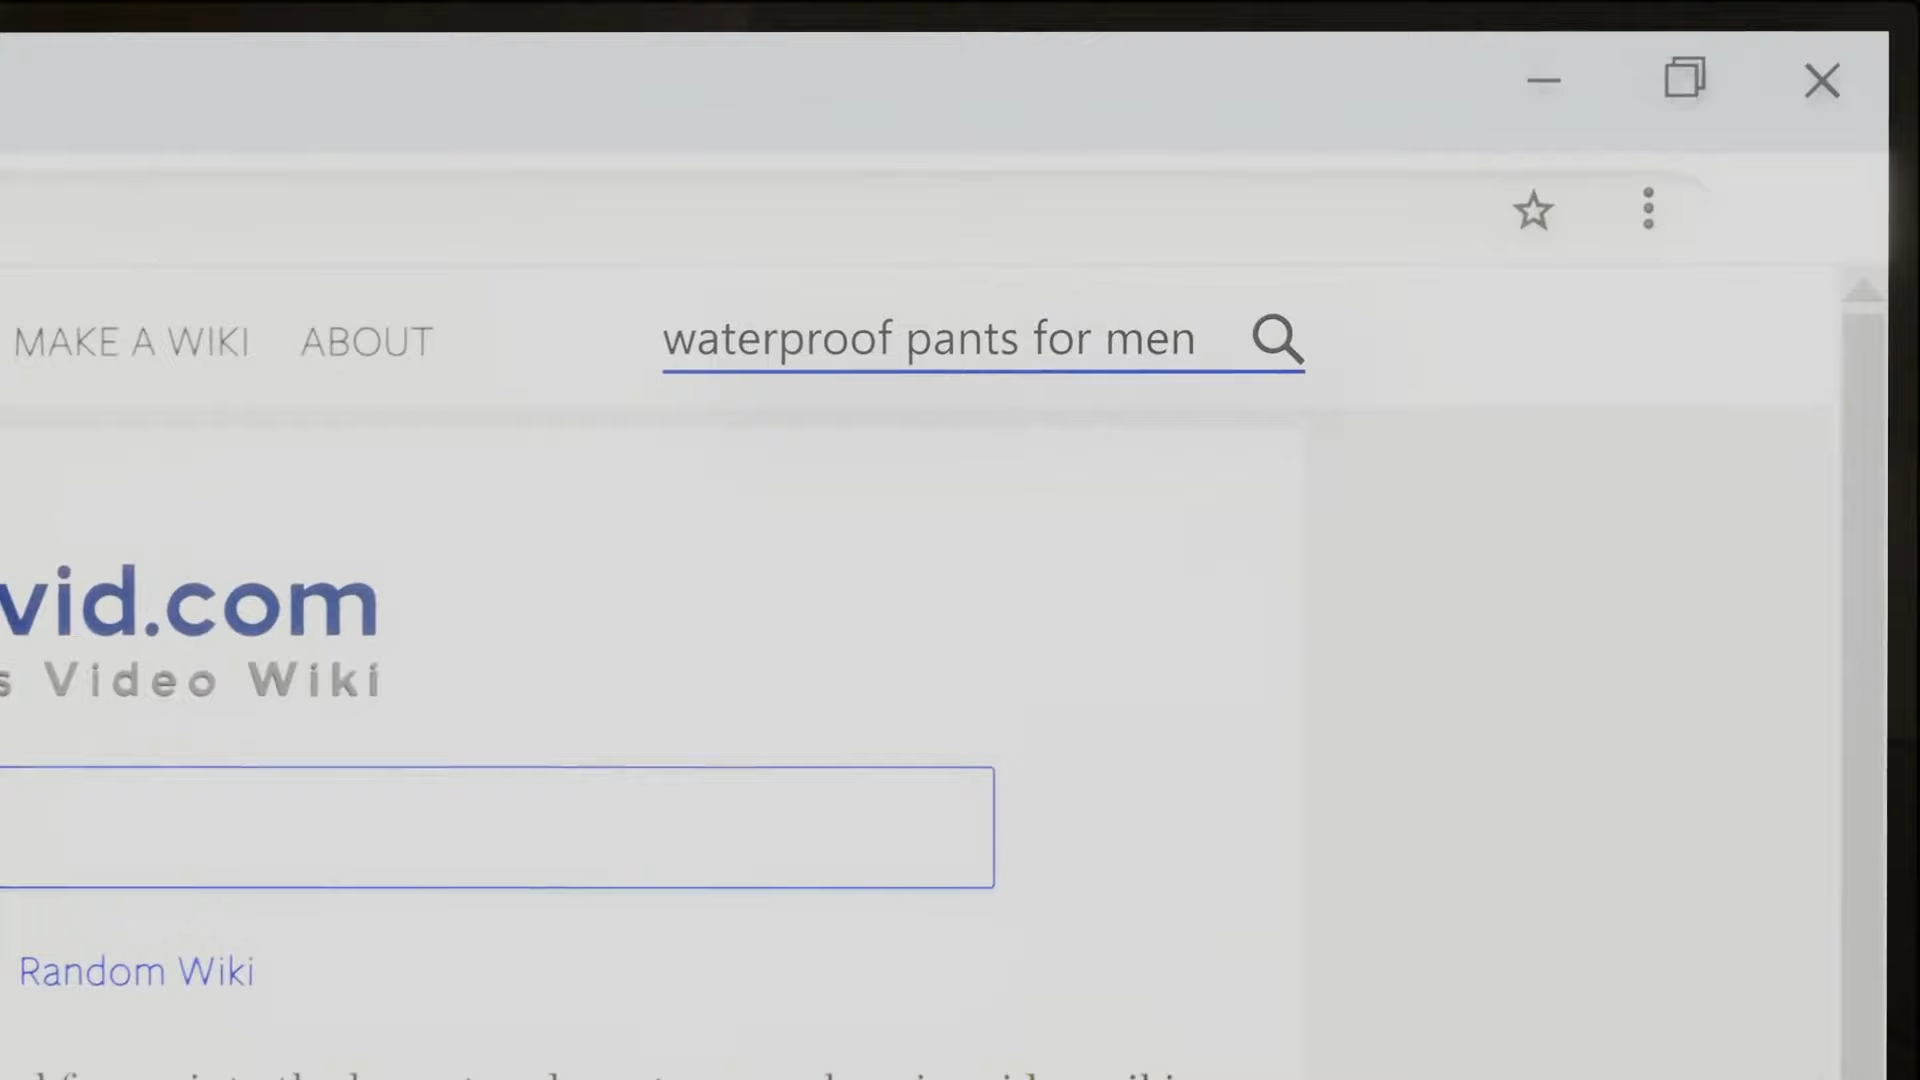 MAKE A WIKI ABOUT waterproof pants for men
vid.com
s Video Wiki
Random Wiki